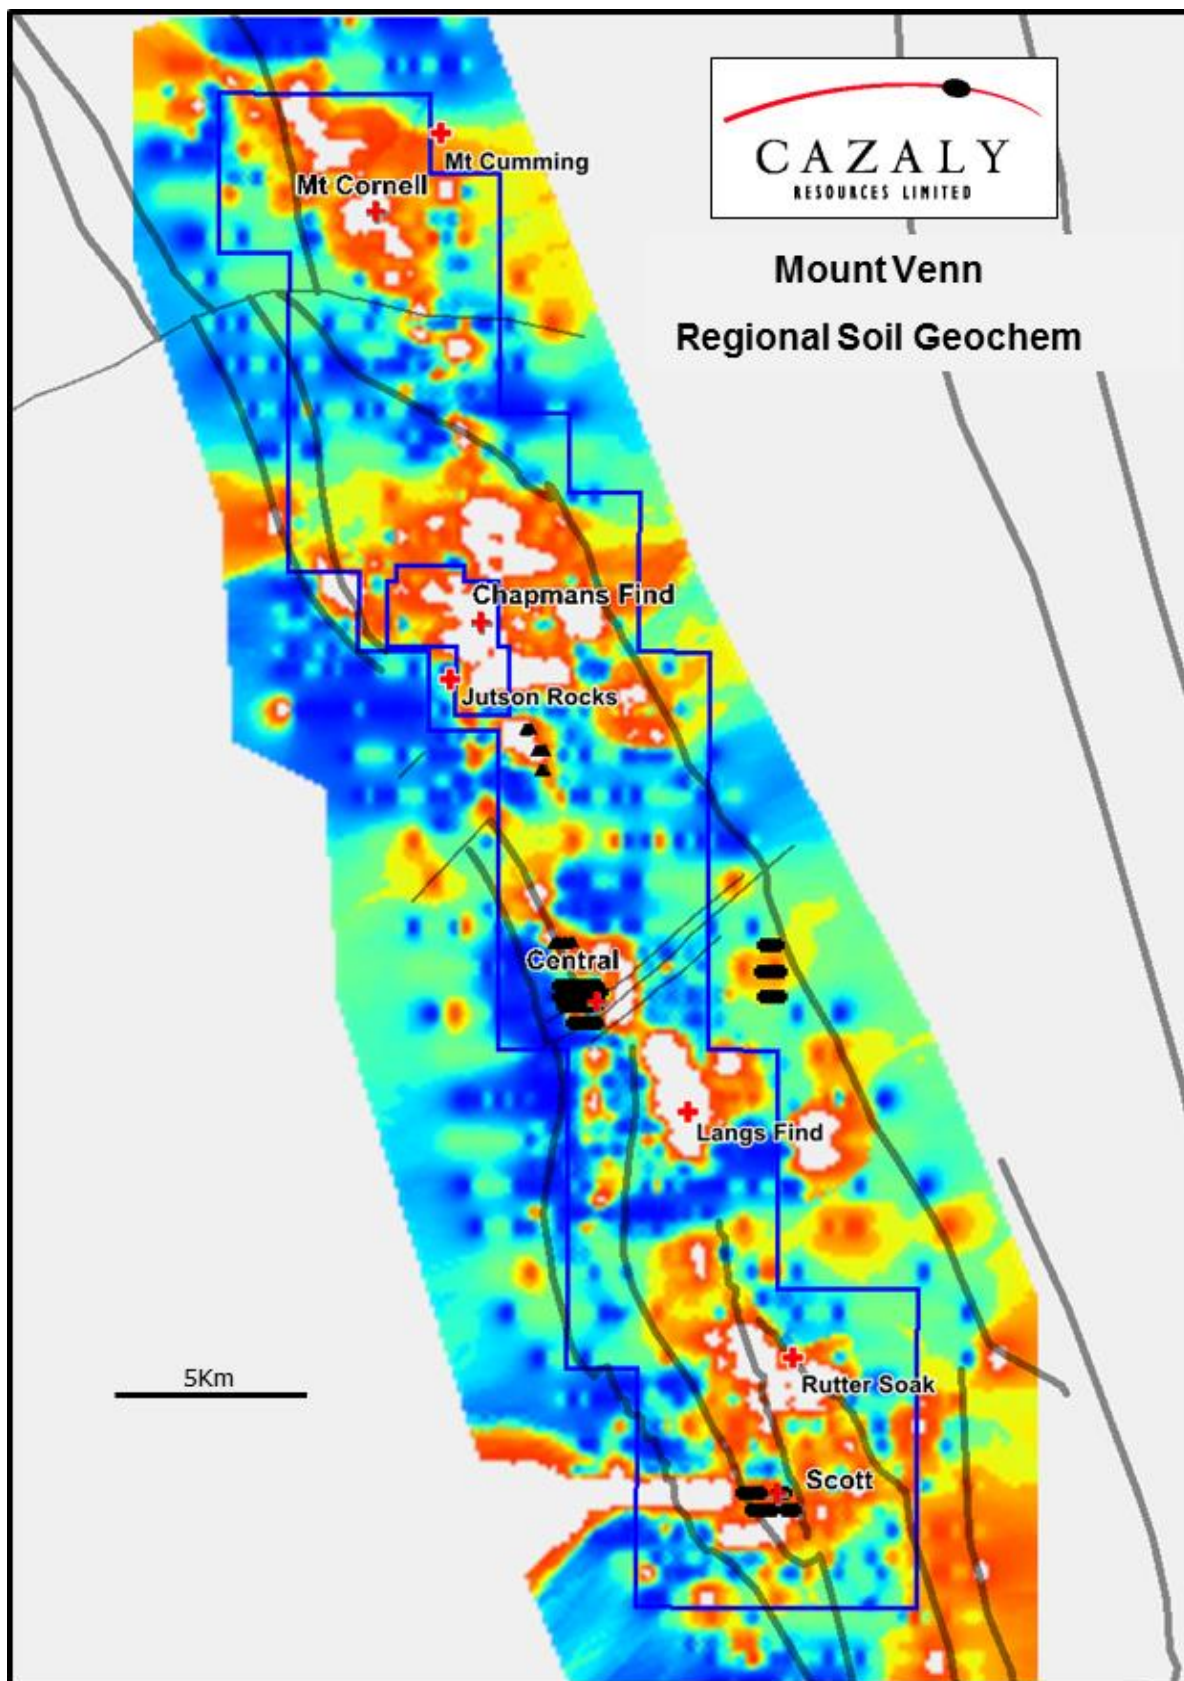 CAZALY
RESOURCES LIMITED
Mount Venn
Regional Soil Geochem
Mt Cumming
Mt Cornell
Chapmans Find
Jutson Rocks
Central
Langs Find
Rutter Soak
5Km
Scott